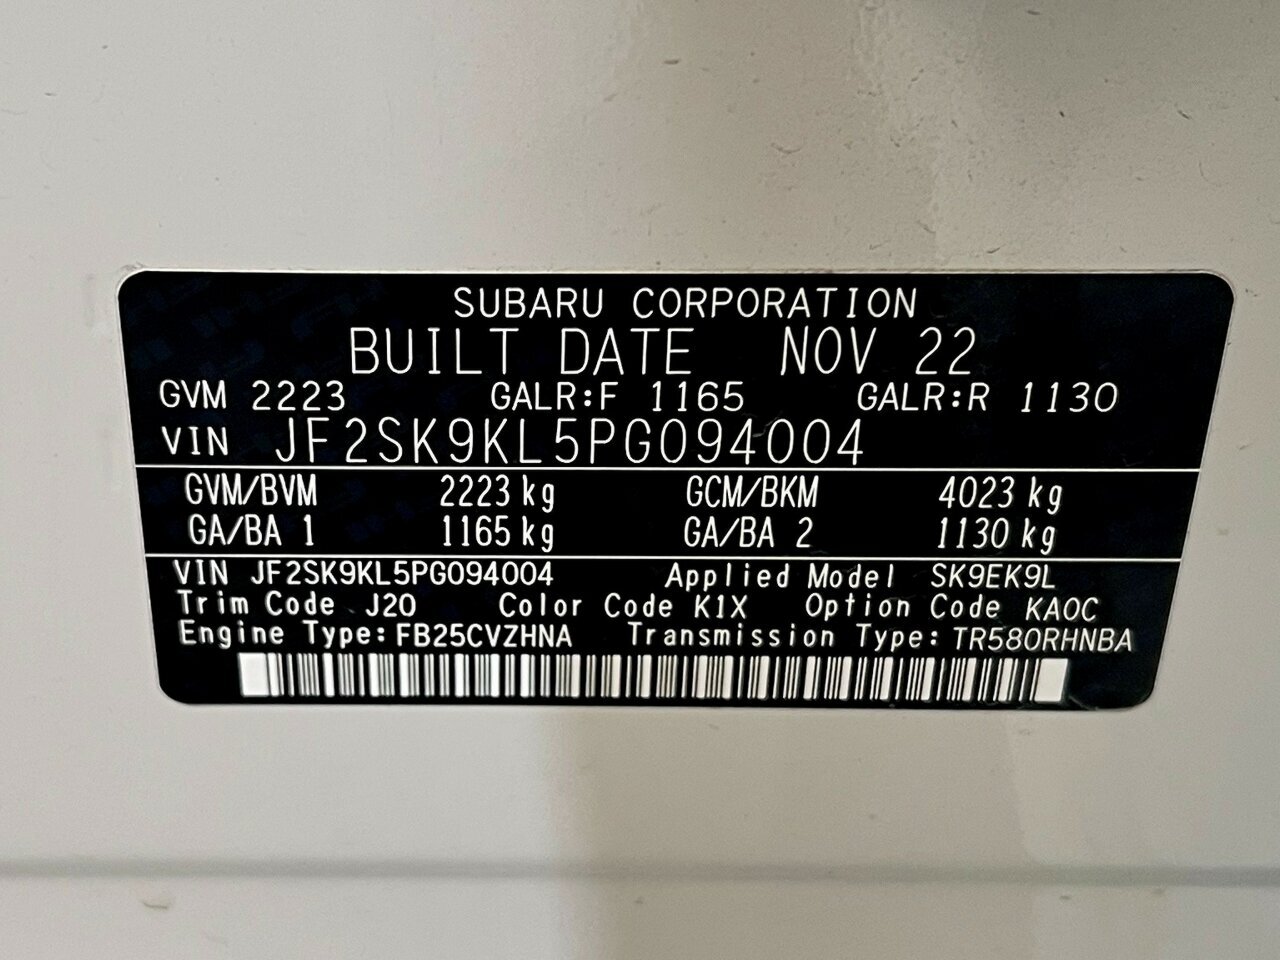 SUBARU CORPORATION
BUILT DATE NOV 22
GVM 2223 GALR:F 1165 GALR:R 1130
VIN JF2SK9KL5PG094004
GVM/BVM 2223 kg GCM/BKM 4023 kg
GA/BA 1 1165 kg GA/BA 2 1130 kg
VIN JF2SK9KL5PG094004 Applied Model SK9EK9L
Trim Code J20 Color Code K1X Option Code KAOC
Engine Type:FB25CVZHNA Transmission Type:TR580RHNBA